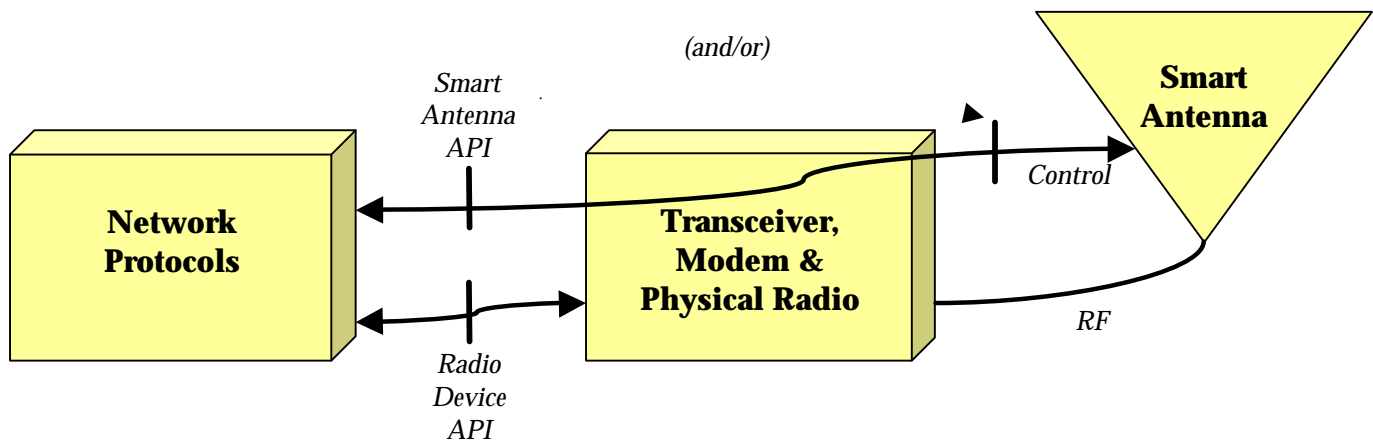 (and/or)
Smart
Antenna
API
Smart
Antenna
Control
Network
Protocols
Transceiver,
Modem &
Physical Radio
RF
Radio
Device
API